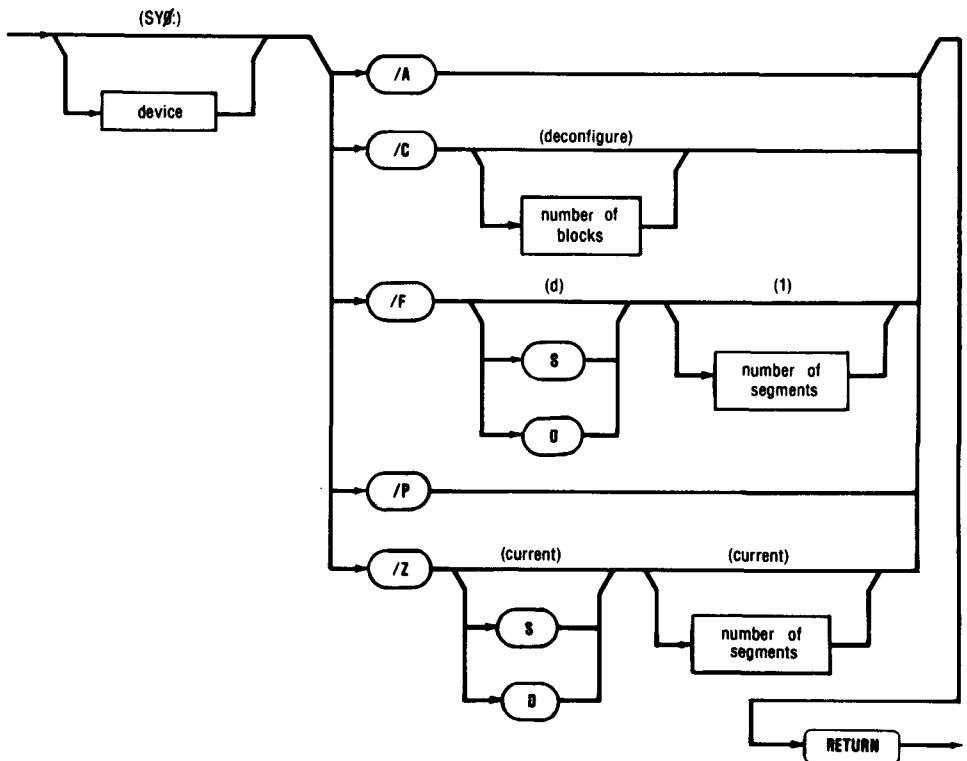 (SY0:)
device
/A
/C
(deconfigure)
number of
blocks
/F
(d)
(1)
S
D
number of
segments
/P
/Z
(current)
(current)
S
D
number of
segments
RETURN